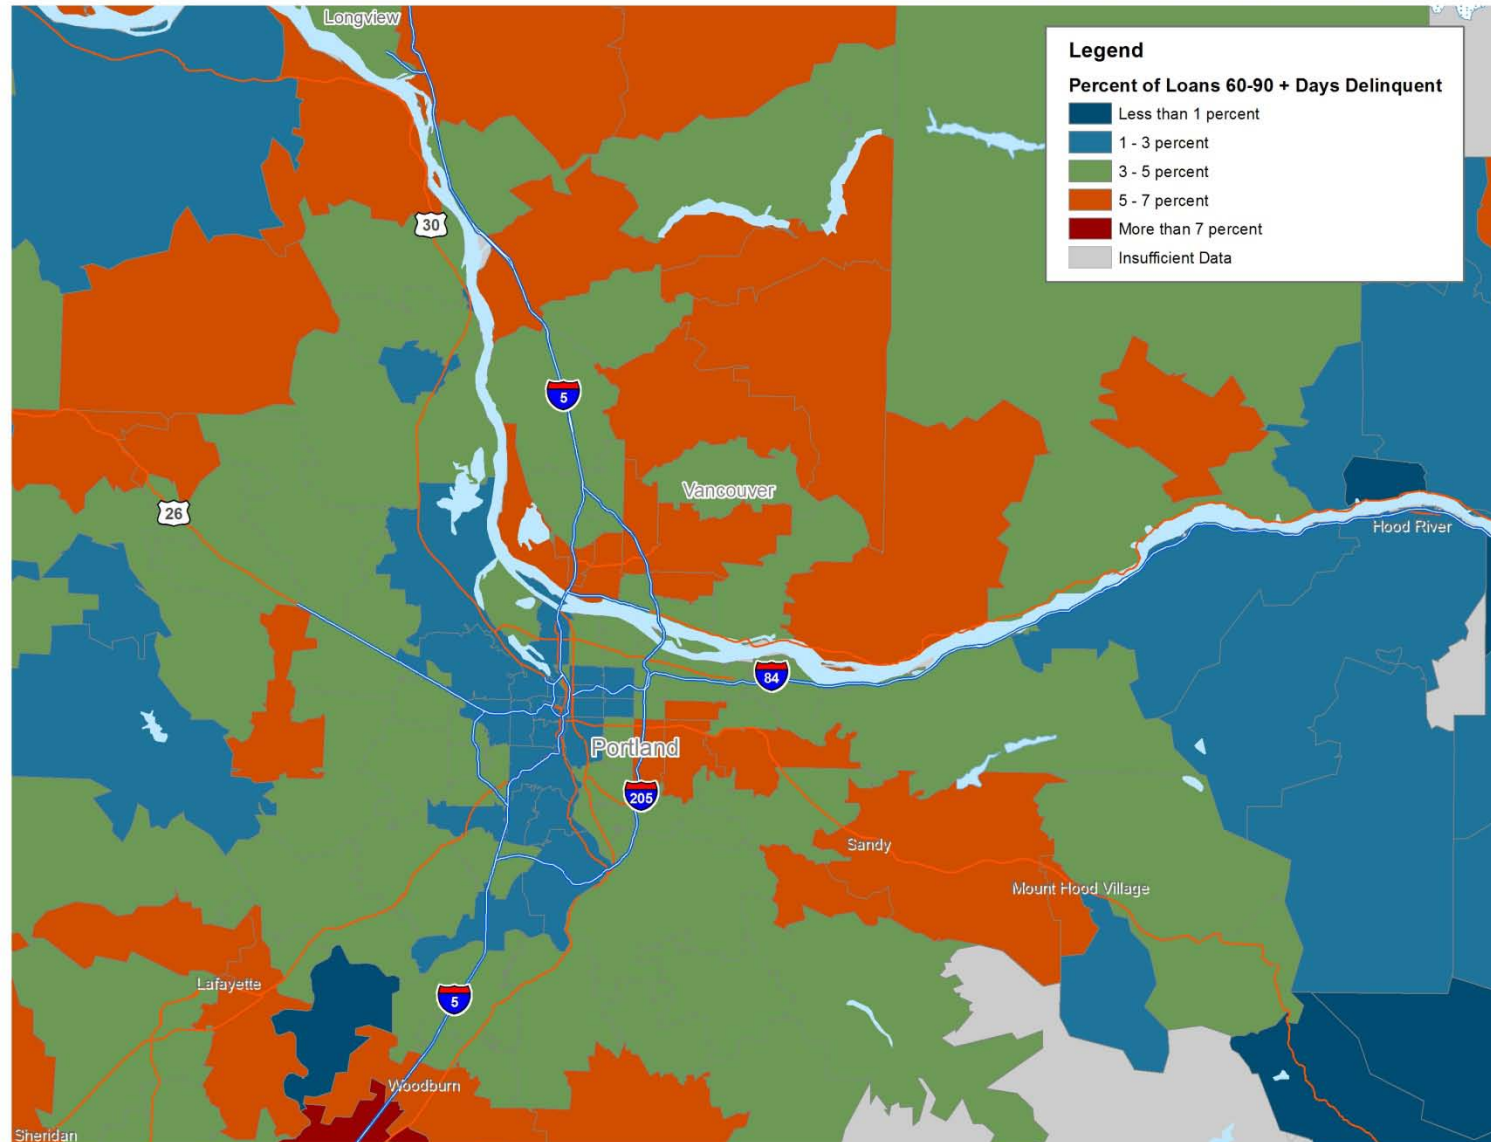 Longview
Legend
Percent of Loans 60-90 + Days Delinquent
Less than 1 percent
1 - 3 percent
3 - 5 percent
5 - 7 percent
More than 7 percent
Insufficient Data
30
5
Vancouver
26
Hood River
84
Portland
205
Sandy
Mount Hood Village
Lafayette
5
Woodburn
Sheridan